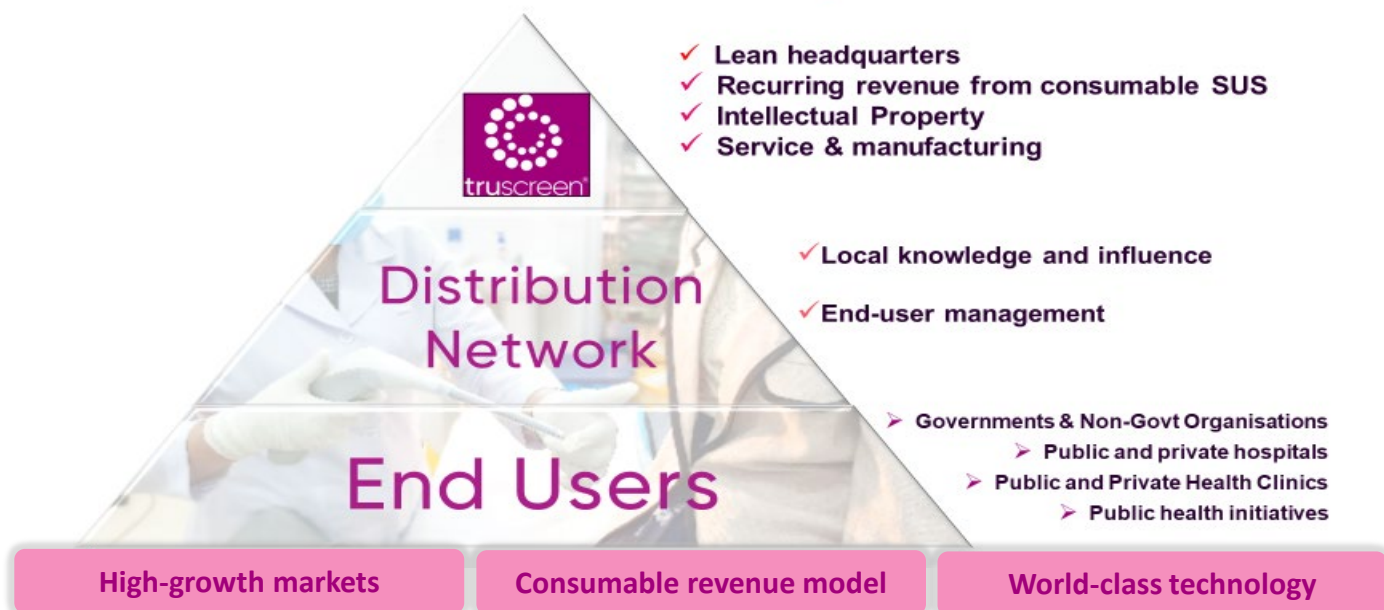 ✓ Lean headquarters
✓ Recurring revenue from consumable SUS
✓ Intellectual Property
✓ Service & manufacturing
truscreen®
✓ Local knowledge and influence
✓ End-user management
Distribution
Network
➢ Governments & Non-Govt Organisations
➢ Public and private hospitals
➢ Public and Private Health Clinics
➢ Public health initiatives
End Users
High-growth markets
Consumable revenue model
World-class technology